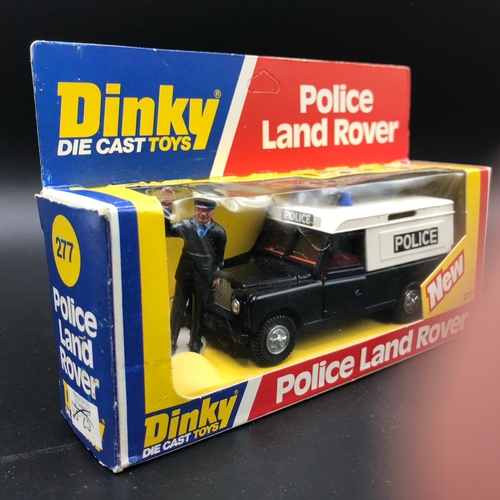 Dinky®
DIE CAST TOYS
Police
Land Rover
277
Police
Land
Rover
POLICE
POLICE
New
277
Police Land Rover
Dinky
DIE CAST TOYS